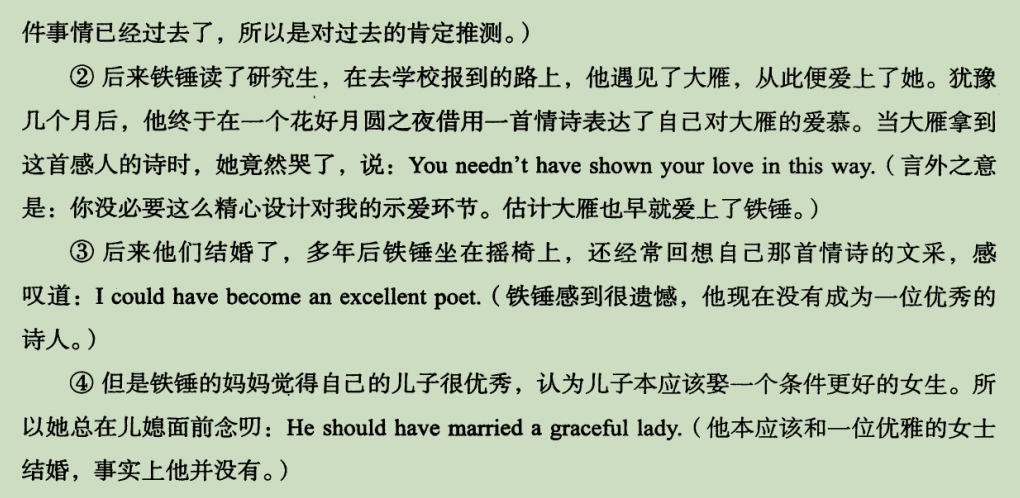 件事情已经过去了，所以是对过去的肯定推测。）
② 后来铁锤读了研究生，在去学校报到的路上，他遇见了大雁，从此便爱上了她。犹豫
几个月后，他终于在一个花好月圆之夜借用一首情诗表达了自己对大雁的爱慕。当大雁拿到
这首感人的诗时，她竟然哭了，说：You needn’t have shown your love in this way.（言外之意
是：你没必要这么精心设计对我的示爱环节。估计大雁也早就爱上了铁锤。）
③ 后来他们结婚了，多年后铁锤坐在摇椅上，还经常回想自己那首情诗的文采，感
叹道：I could have become an excellent poet.（铁锤感到很遗憾，他现在没有成为一位优秀的
诗人。）
④ 但是铁锤的妈妈觉得自己的儿子很优秀，认为儿子本应该娶一个条件更好的女生。所
以她总在儿媳面前念叨：He should have married a graceful lady.（他本应该和一位优雅的女士
结婚，事实上他并没有。）